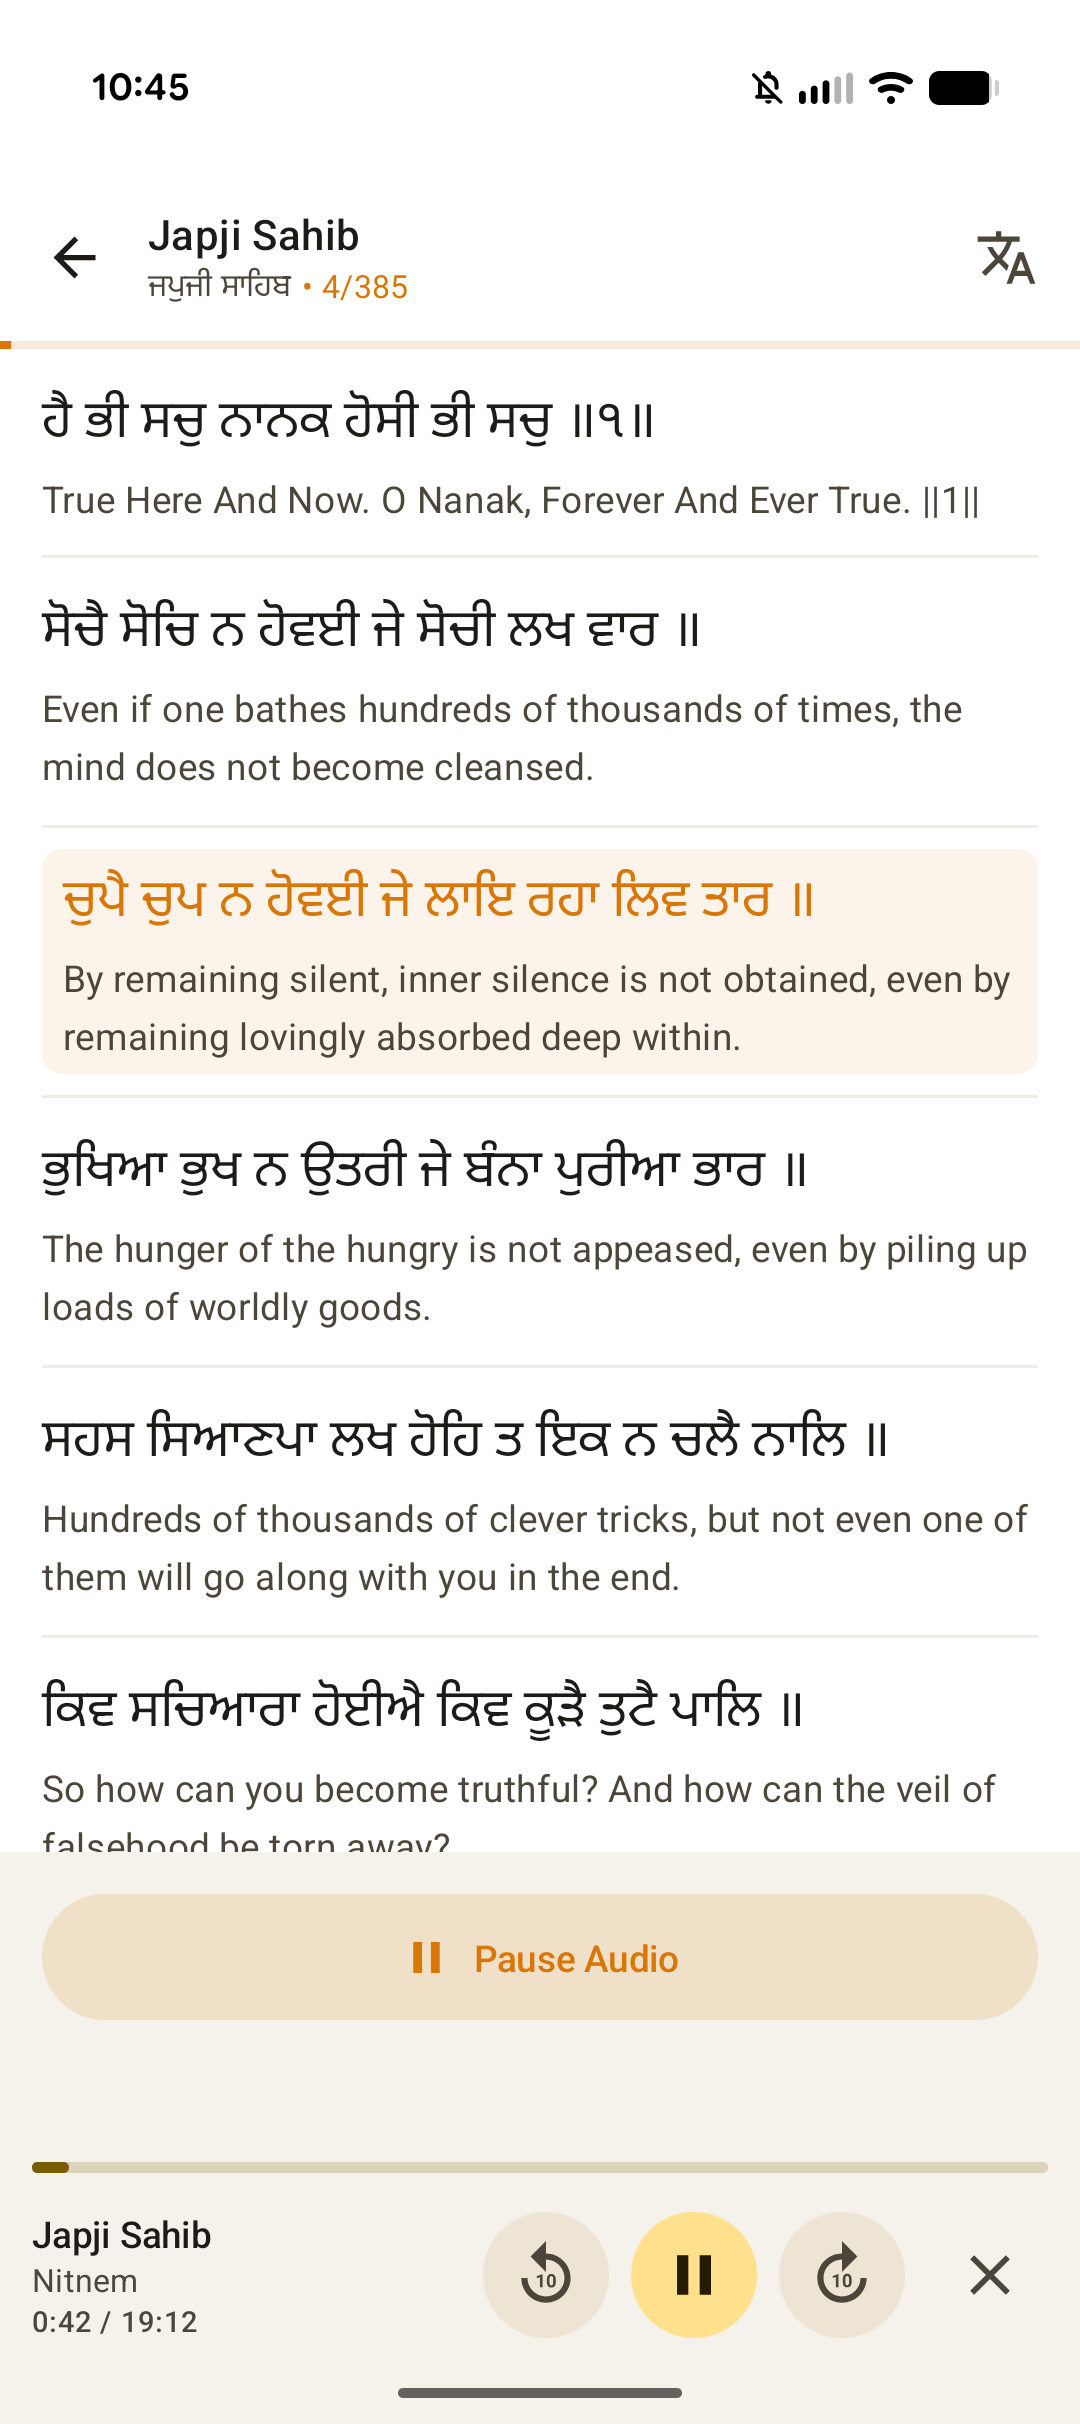 10:45
Japji Sahib
ਜਪੁਜੀ ਸਾਹਿਬ • 4/385
ਹੈ ਭੀ ਸਚੁ ਨਾਨਕ ਹੋਸੀ ਭੀ ਸਚੁ ॥੧॥
True Here And Now. O Nanak, Forever And Ever True. ||1||
ਸੋਚੈ ਸੋਚਿ ਨ ਹੋਵਈ ਜੇ ਸੋਚੀ ਲਖ ਵਾਰ ॥
Even if one bathes hundreds of thousands of times, the
mind does not become cleansed.
ਚੁਪੈ ਚੁਪ ਨ ਹੋਵਈ ਜੇ ਲਾਇ ਰਹਾ ਲਿਵ ਤਾਰ ॥
By remaining silent, inner silence is not obtained, even by
remaining lovingly absorbed deep within.
ਭੁਖਿਆ ਭੁਖ ਨ ਉਤਰੀ ਜੇ ਬੰਨਾ ਪੁਰੀਆ ਭਾਰ ॥
The hunger of the hungry is not appeased, even by piling up
loads of worldly goods.
ਸਹਸ ਸਿਆਣਪਾ ਲਖ ਹੋਹਿ ਤ ਇਕ ਨ ਚਲੈ ਨਾਲਿ ॥
Hundreds of thousands of clever tricks, but not even one of
them will go along with you in the end.
ਕਿਵ ਸਚਿਆਰਾ ਹੋਈਐ ਕਿਵ ਕੂੜੈ ਤੁਟੈ ਪਾਲਿ ॥
So how can you become truthful? And how can the veil of
falsehood be torn away?
Pause Audio
Japji Sahib
Nitnem
0:42 / 19:12
10
10